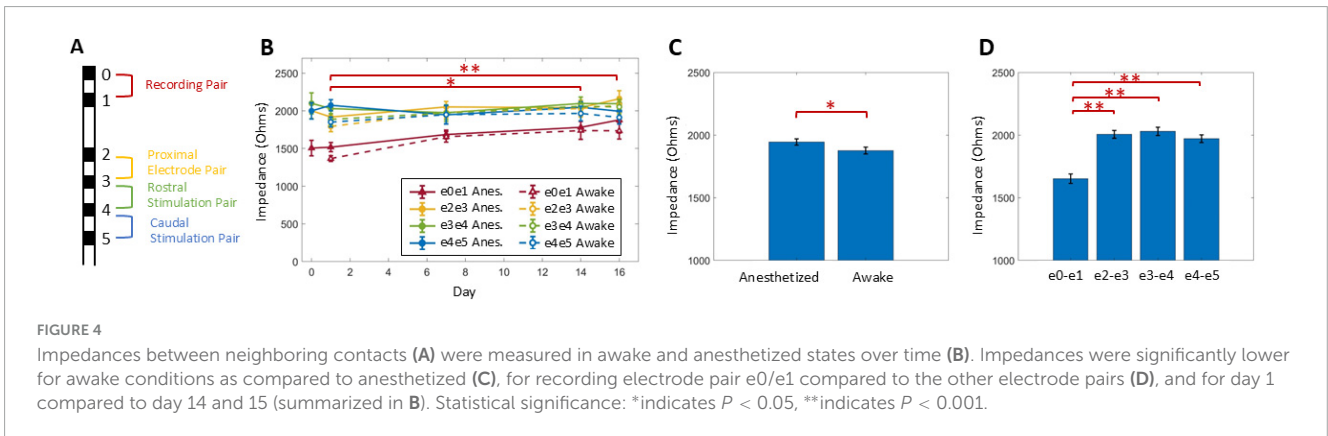 A
0
1
2
3
4
5
Recording Pair
Proximal
Electrode Pair
Rostral
Stimulation Pair
Caudal
Stimulation Pair
B
Impedance (Ohms)
2500
2000
1500
1000
500
0
**
*
e0e1 Anes. e0e1 Awake
e2e3 Anes. e2e3 Awake
e3e4 Anes. e3e4 Awake
e4e5 Anes. e4e5 Awake
0 2 4 6 8 10 12 14 16
Day
C
Impedance (Ohms)
2500
2000
1500
1000
*
Anesthetized Awake
D
Impedance (Ohms)
2500
2000
1500
1000
**
**
**
e0-e1 e2-e3 e3-e4 e4-e5
FIGURE 4
Impedances between neighboring contacts (A) were measured in awake and anesthetized states over time (B). Impedances were significantly lower
for awake conditions as compared to anesthetized (C), for recording electrode pair e0/e1 compared to the other electrode pairs (D), and for day 1
compared to day 14 and 15 (summarized in B). Statistical significance: *indicates P < 0.05, **indicates P < 0.001.